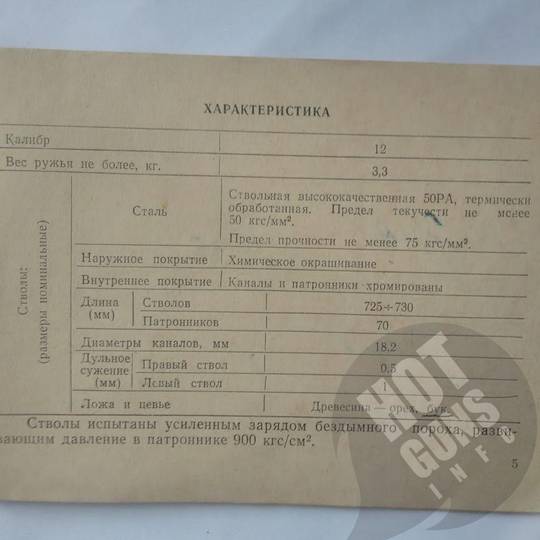 ХАРАКТЕРИСТИКА
Калибр 12
Вес ружья не более, кг. 3,3
Стволы: (размеры номинальные)
Сталь
Ствольная высококачественная 50РА, термически
обработанная. Предел текучести не менее
50 кгс/мм².
Предел прочности не менее 75 кгс/мм².
Наружное покрытие Химическое окрашивание
Внутреннее покрытие Каналы и патронники хромированы
Длина (мм)
Стволов 725÷730
Патронников 70
Диаметры каналов, мм 18,2
Дульное сужение (мм)
Правый ствол 0,5
Левый ствол 1
Ложа и цевье Древесина — орех, бук.
Стволы испытаны усиленным зарядом бездымного пороха, разви-
вающим давление в патроннике 900 кгс/см².
5
HOT
GUNS
INFO